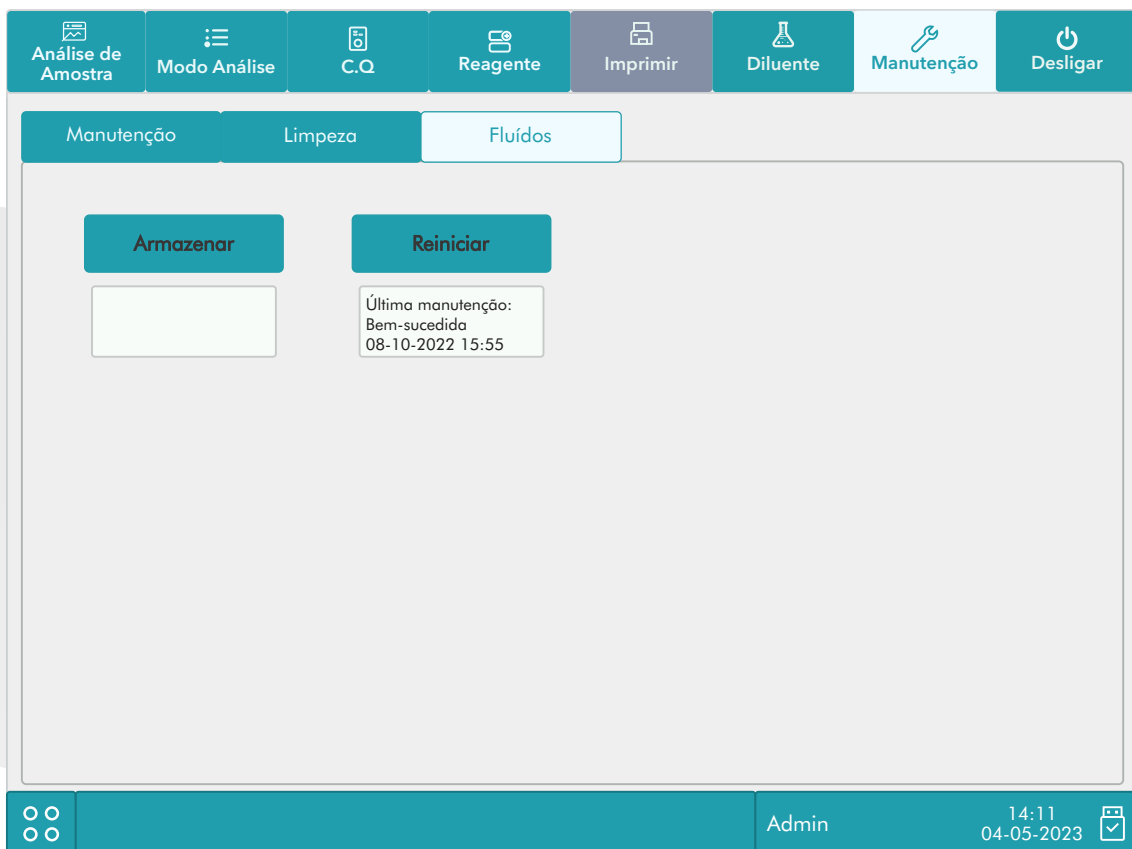 Análise de
Amostra
Modo Análise
C.Q
Reagente
Imprimir
Diluente
Manutenção
Desligar
Manutenção
Limpeza
Fluídos
Armazenar
Reiniciar
Última manutenção:
Bem-sucedida
08-10-2022 15:55
Admin
14:11
04-05-2023